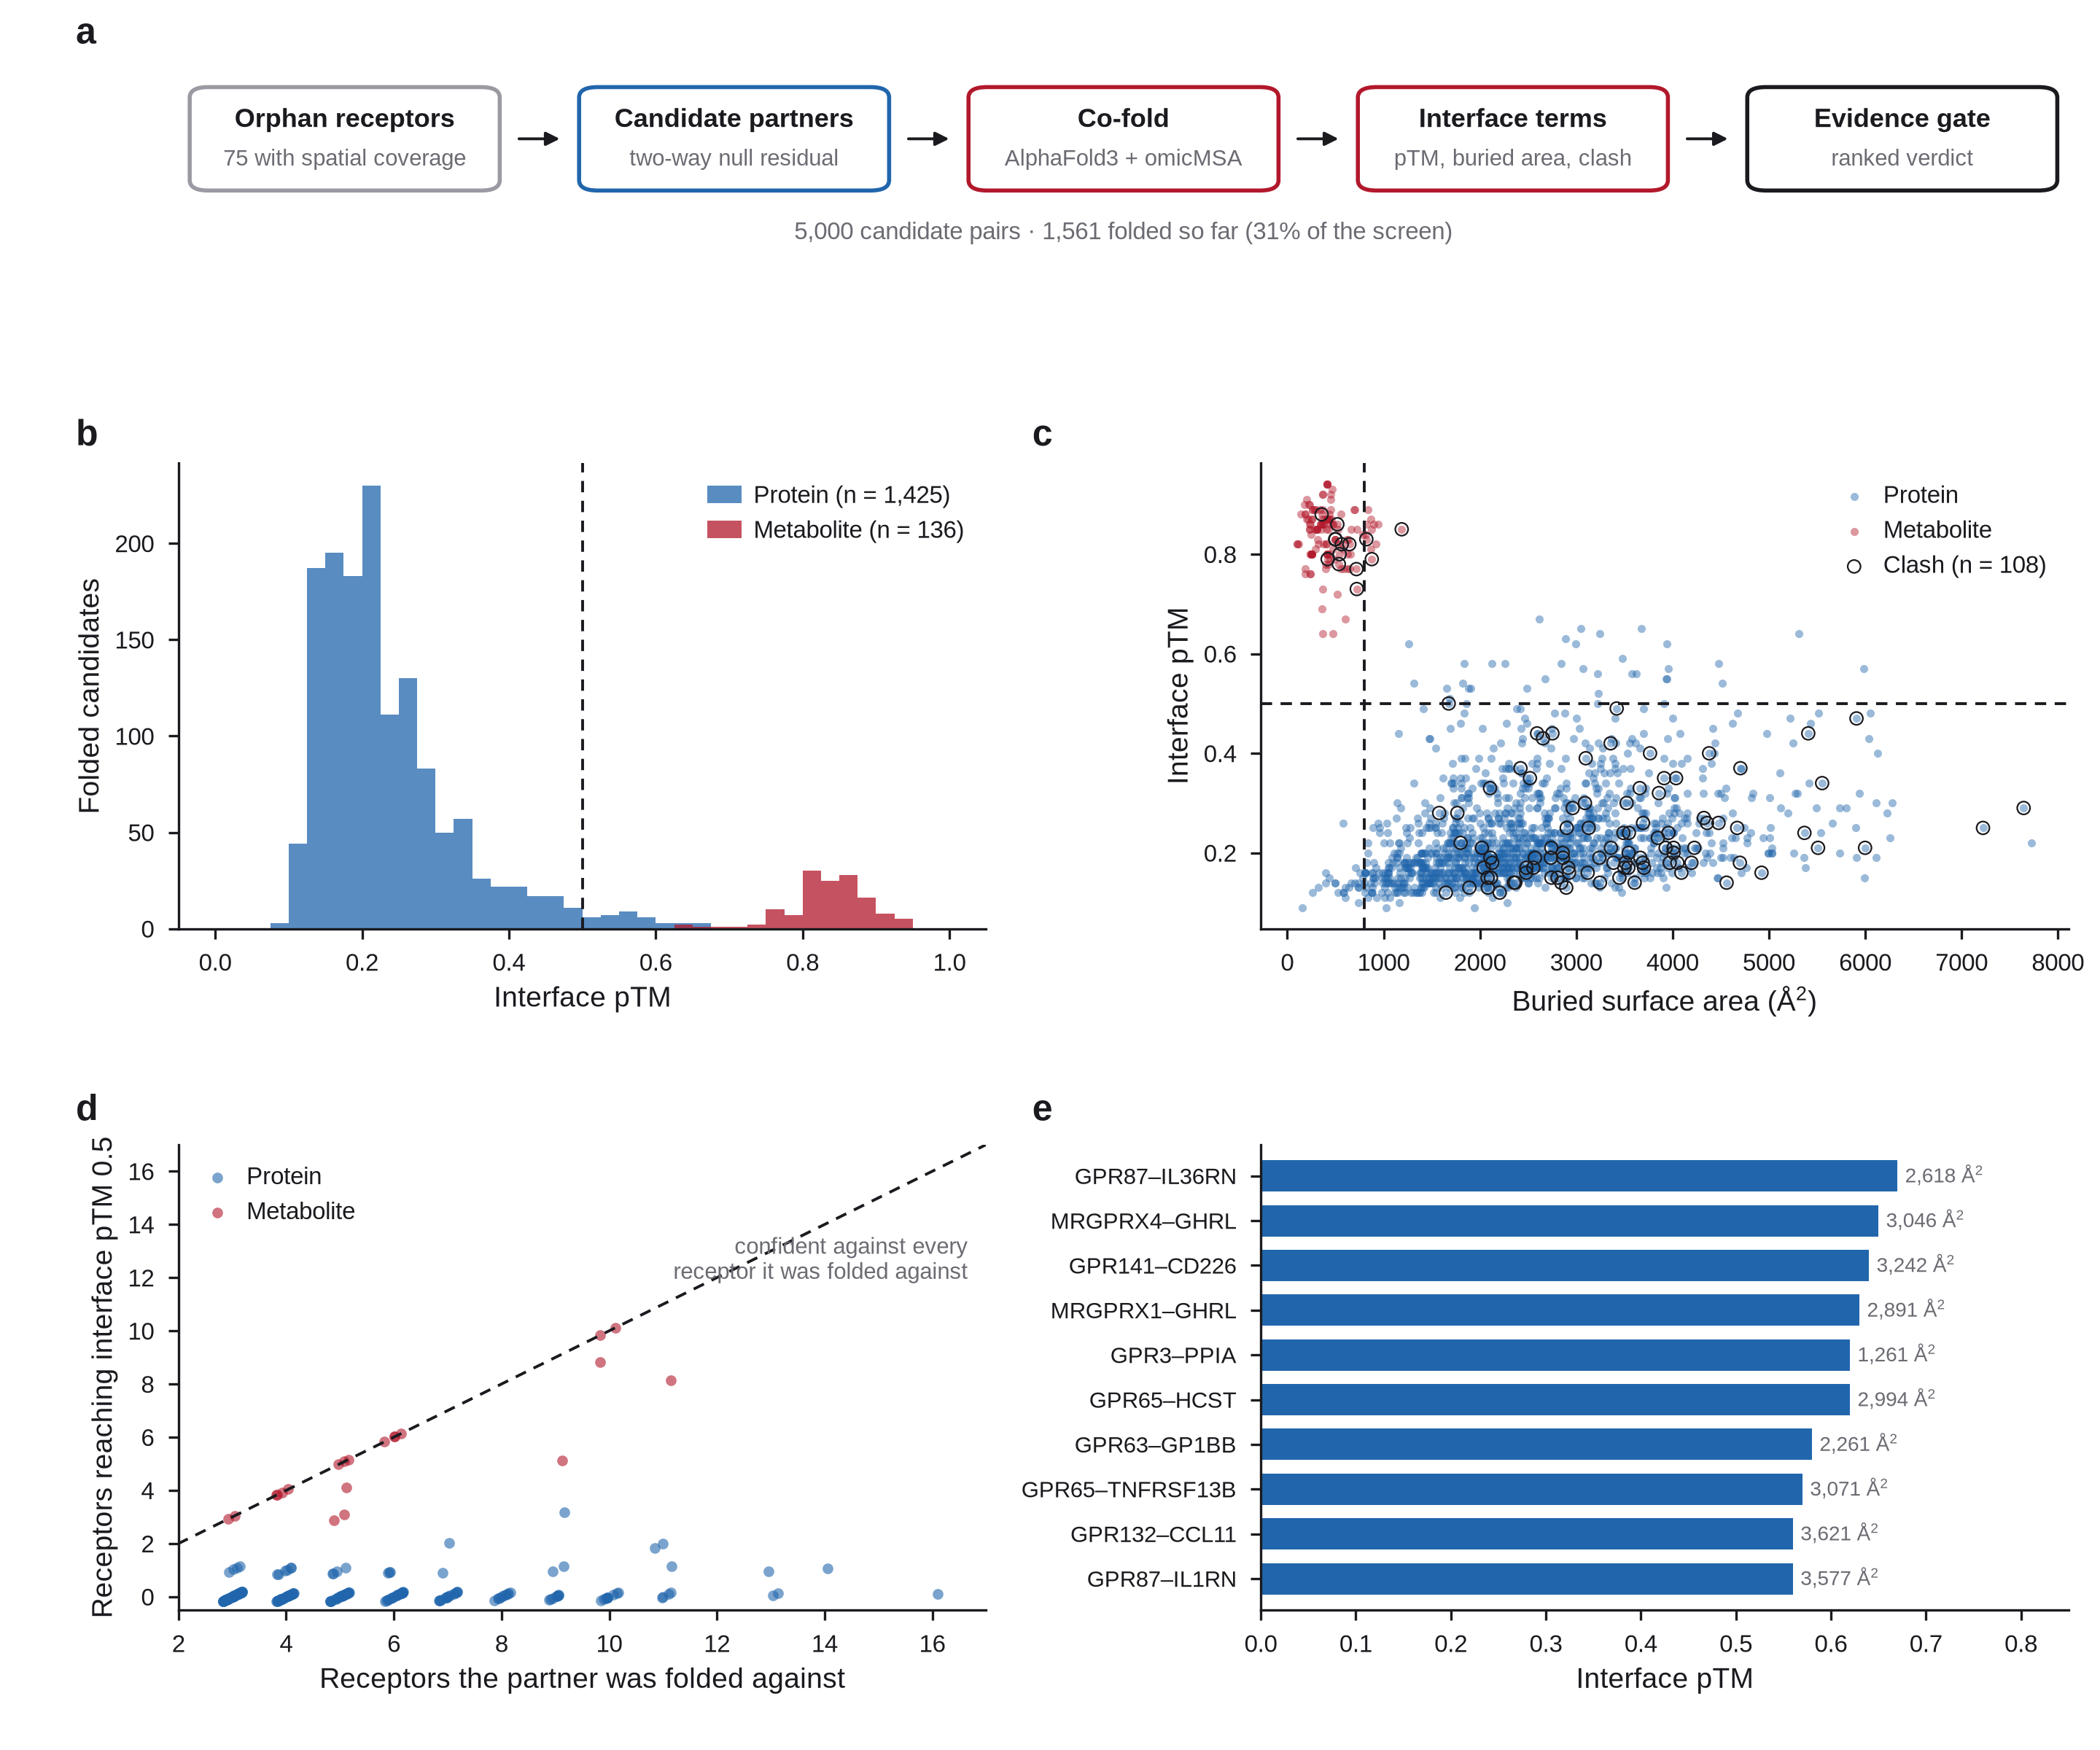 a
Orphan receptors
75 with spatial coverage
Candidate partners
two-way null residual
Co-fold
AlphaFold3 + omicMSA
Interface terms
pTM, buried area, clash
Evidence gate
ranked verdict
5,000 candidate pairs · 1,561 folded so far (31% of the screen)
b
Folded candidates
200
150
100
50
0
Protein (n = 1,425)
Metabolite (n = 136)
0.0 0.2 0.4 0.6 0.8 1.0
Interface pTM
c
Interface pTM
0.8
0.6
0.4
0.2
Protein
Metabolite
Clash (n = 108)
0 1000 2000 3000 4000 5000 6000 7000 8000
Buried surface area (Å²)
d
Receptors reaching interface pTM 0.5
16
14
12
10
8
6
4
2
0
Protein
Metabolite
confident against every
receptor it was folded against
2 4 6 8 10 12 14 16
Receptors the partner was folded against
e
GPR87–IL36RN 2,618 Å²
MRGPRX4–GHRL 3,046 Å²
GPR141–CD226 3,242 Å²
MRGPRX1–GHRL 2,891 Å²
GPR3–PPIA 1,261 Å²
GPR65–HCST 2,994 Å²
GPR63–GP1BB 2,261 Å²
GPR65–TNFRSF13B 3,071 Å²
GPR132–CCL11 3,621 Å²
GPR87–IL1RN 3,577 Å²
0.0 0.1 0.2 0.3 0.4 0.5 0.6 0.7 0.8
Interface pTM